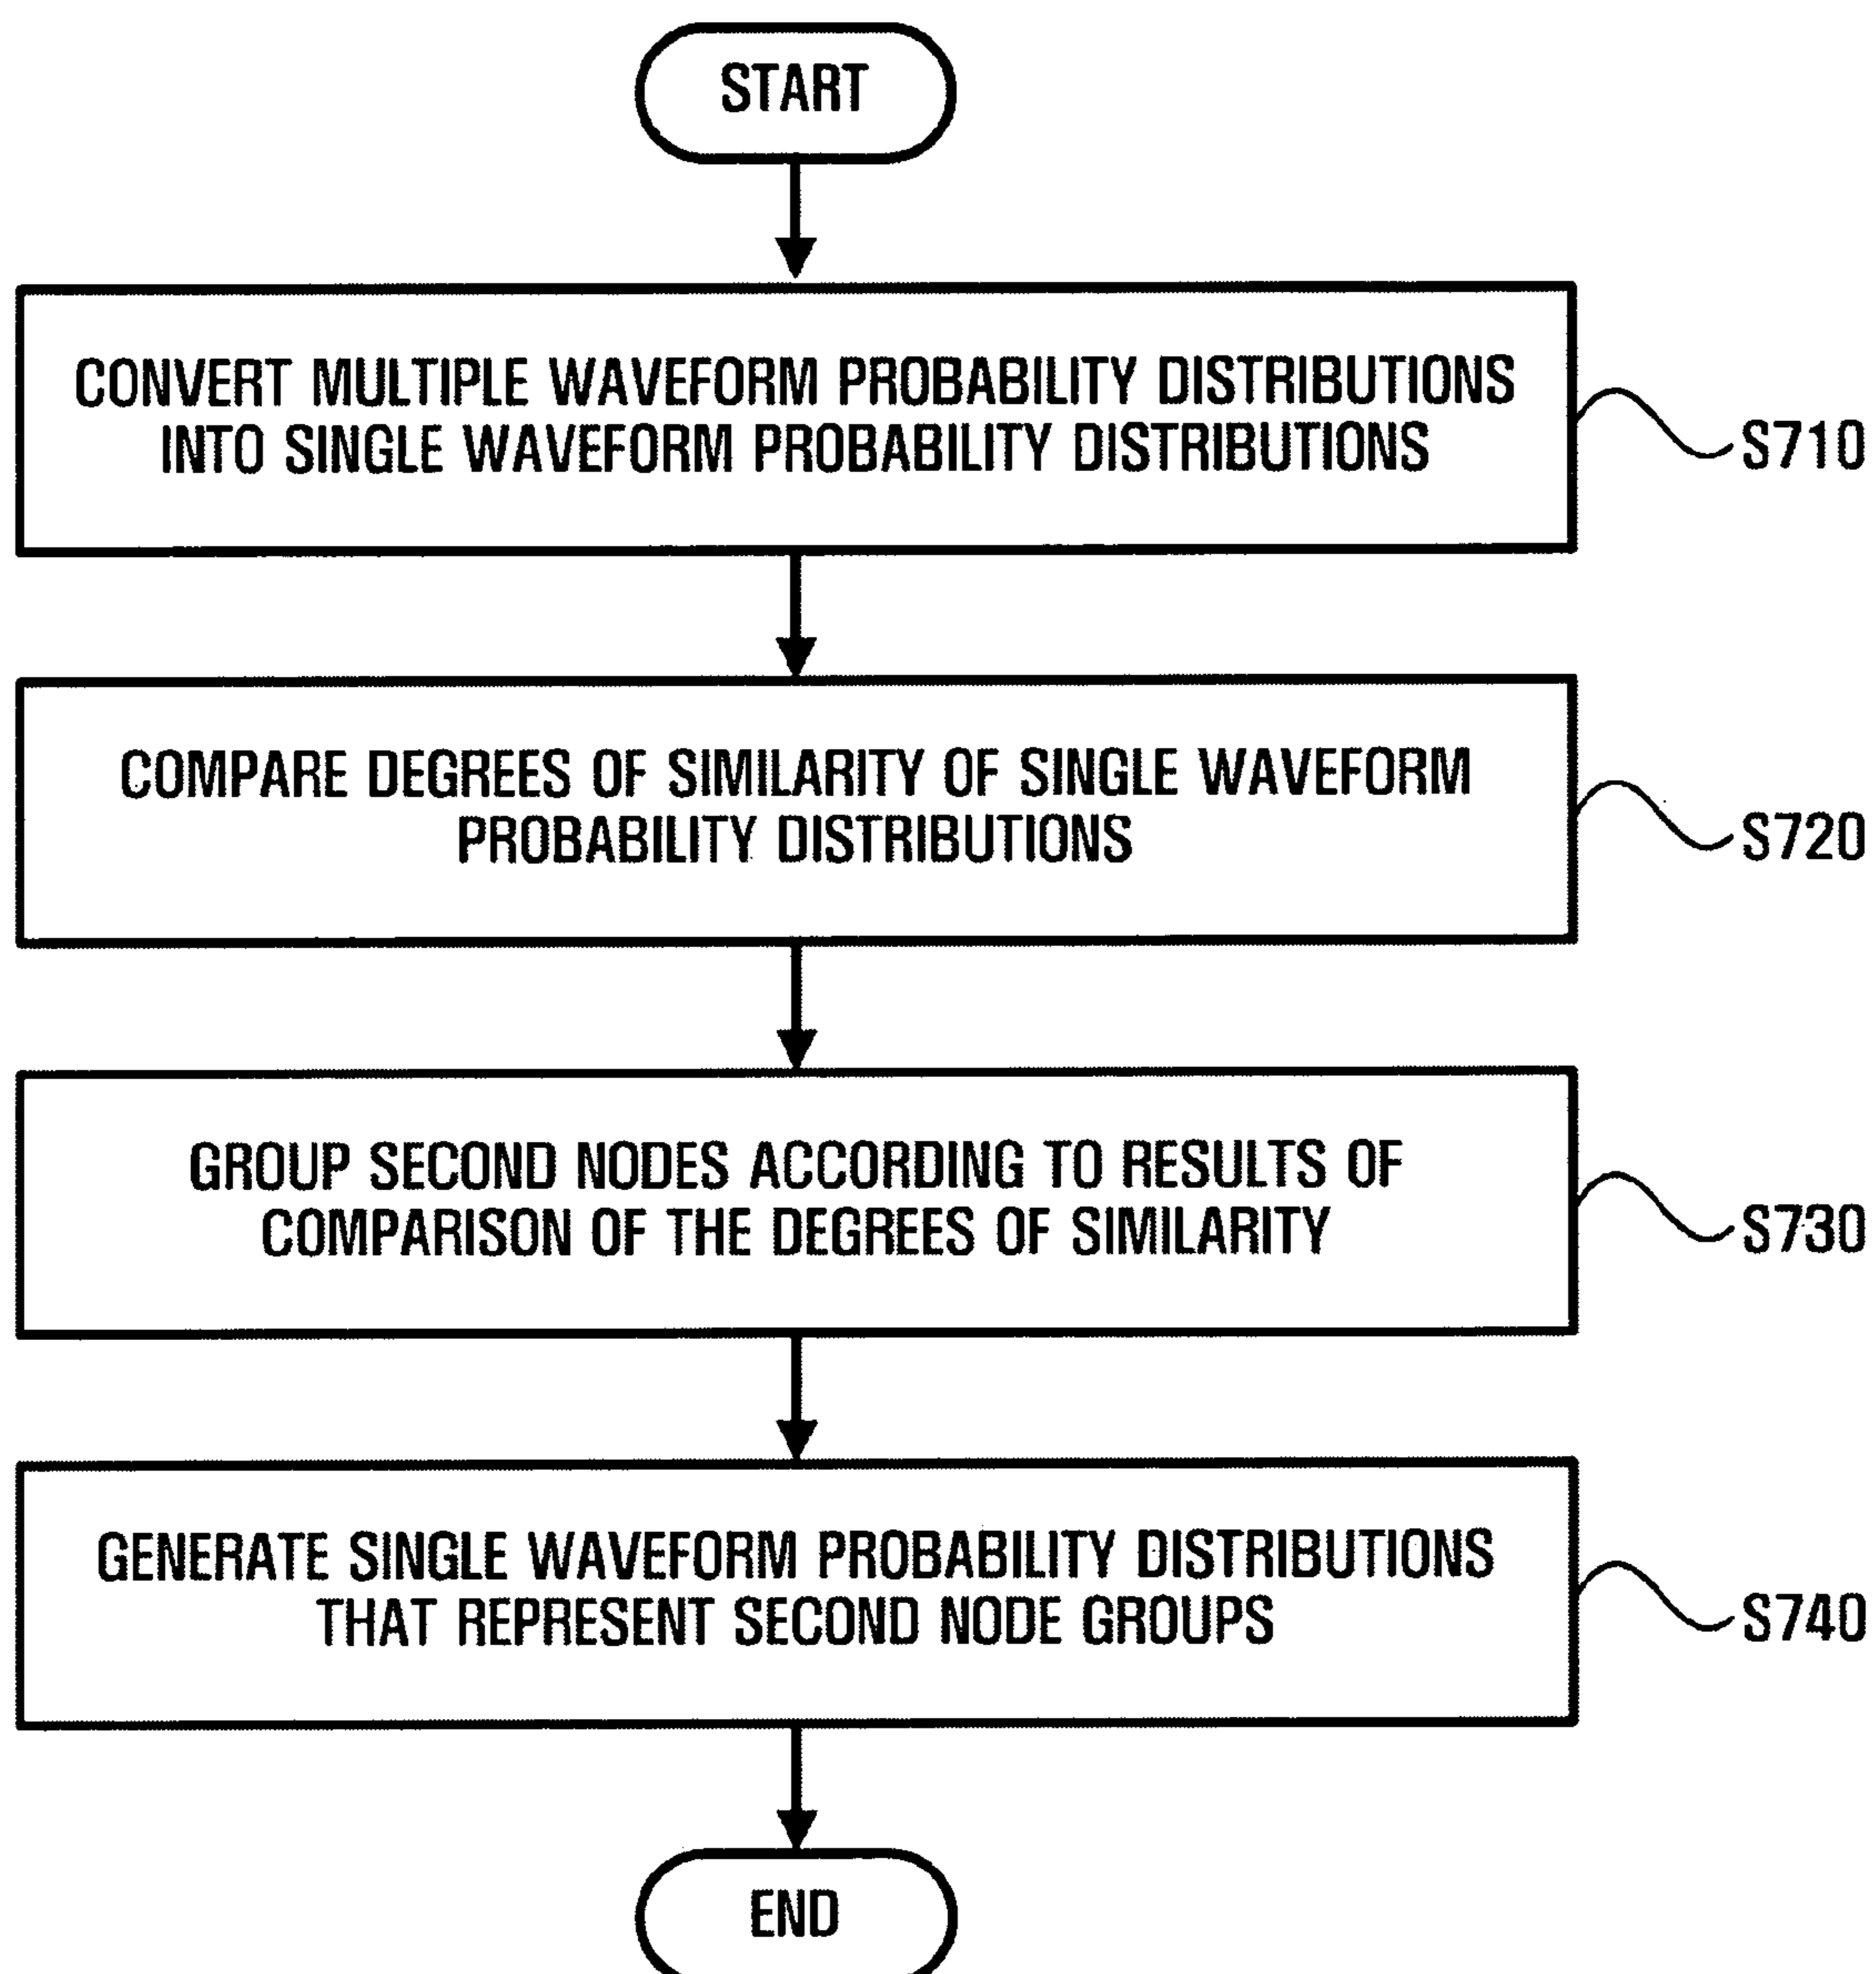 START
CONVERT MULTIPLE WAVEFORM PROBABILITY DISTRIBUTIONS
INTO SINGLE WAVEFORM PROBABILITY DISTRIBUTIONS
S710
COMPARE DEGREES OF SIMILARITY OF SINGLE WAVEFORM
PROBABILITY DISTRIBUTIONS
S720
GROUP SECOND NODES ACCORDING TO RESULTS OF
COMPARISON OF THE DEGREES OF SIMILARITY
S730
GENERATE SINGLE WAVEFORM PROBABILITY DISTRIBUTIONS
THAT REPRESENT SECOND NODE GROUPS
S740
END